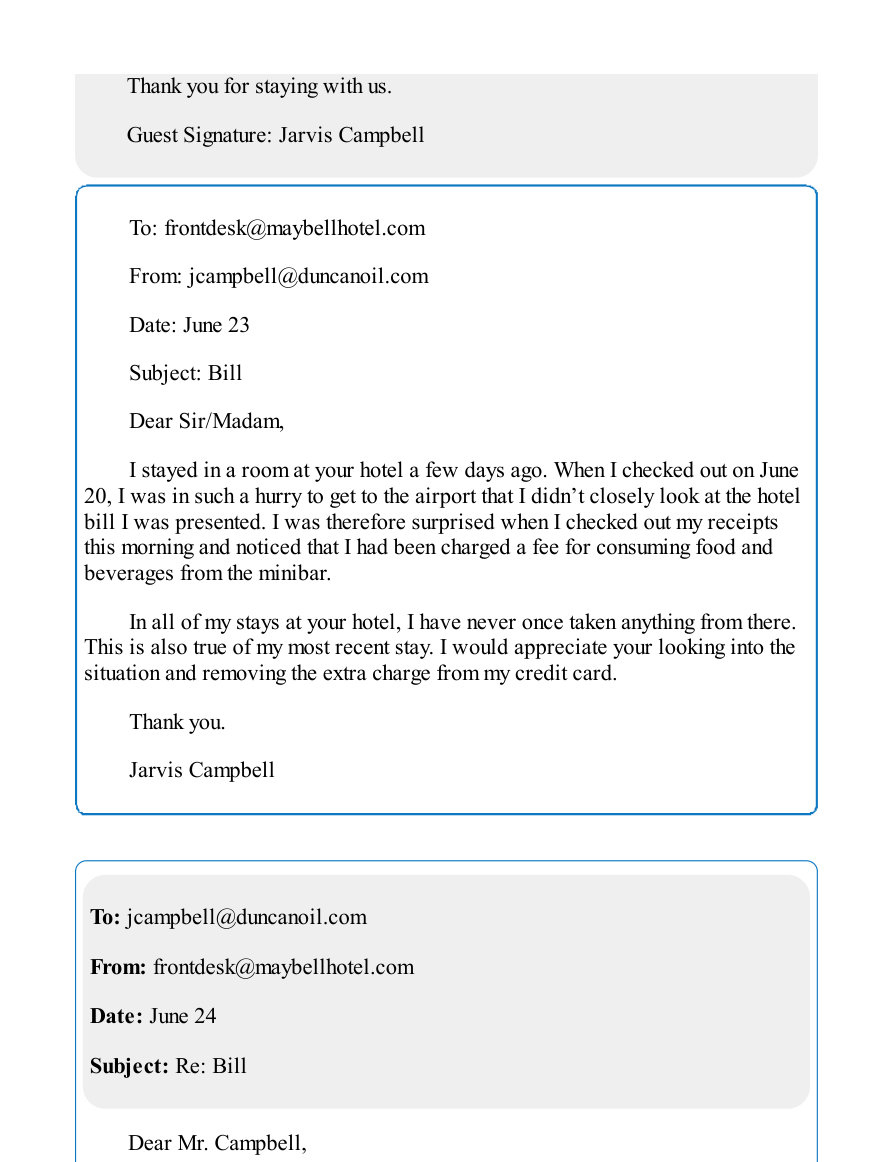 Thank you for staying with us.
Guest Signature: Jarvis Campbell
To: frontdesk@maybellhotel.com
From: jcampbell@duncanoil.com
Date: June 23
Subject: Bill
Dear Sir/Madam,
I stayed in a room at your hotel a few days ago. When I checked out on June
20, I was in such a hurry to get to the airport that I didn’t closely look at the hotel
bill I was presented. I was therefore surprised when I checked out my receipts
this morning and noticed that I had been charged a fee for consuming food and
beverages from the minibar.
In all of my stays at your hotel, I have never once taken anything from there.
This is also true of my most recent stay. I would appreciate your looking into the
situation and removing the extra charge from my credit card.
Thank you.
Jarvis Campbell
To: jcampbell@duncanoil.com
From: frontdesk@maybellhotel.com
Date: June 24
Subject: Re: Bill
Dear Mr. Campbell,